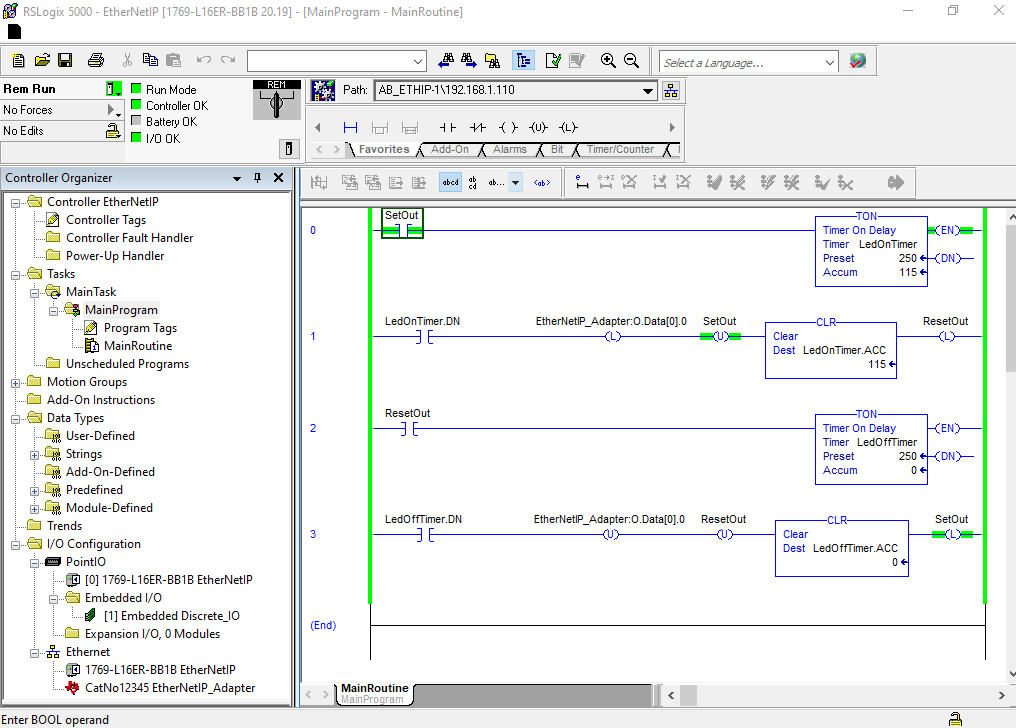 RSLogix 5000 - EtherNetIP [1769-L16ER-BB1B 20.19] - [MainProgram - MainRoutine]
Select a Language...
Rem Run
No Forces
No Edits
Run Mode
Controller OK
Battery OK
I/O OK
REM
Path: AB_ETHIP-1\192.168.1.110
Favorites Add-On Alarms Bit Timer/Counter
Controller Organizer
Controller EtherNetIP
Controller Tags
Controller Fault Handler
Power-Up Handler
Tasks
MainTask
MainProgram
Program Tags
MainRoutine
Unscheduled Programs
Motion Groups
Add-On Instructions
Data Types
User-Defined
Strings
Add-On-Defined
Predefined
Module-Defined
Trends
I/O Configuration
PointIO
[0] 1769-L16ER-BB1B EtherNetIP
Embedded I/O
[1] Embedded Discrete_IO
Expansion I/O, 0 Modules
Ethernet
1769-L16ER-BB1B EtherNetIP
CatNo12345 EtherNetIP_Adapter
abcd ab cd ab... <ab>
0
SetOut
TON
Timer On Delay
Timer LedOnTimer
Preset 250
Accum 115
EN
DN
1
LedOnTimer.DN
EtherNetIP_Adapter:O.Data[0].0
L
SetOut
U
CLR
Clear
Dest LedOnTimer.ACC
115
ResetOut
L
2
ResetOut
TON
Timer On Delay
Timer LedOffTimer
Preset 250
Accum 0
EN
DN
3
LedOffTimer.DN
EtherNetIP_Adapter:O.Data[0].0
U
ResetOut
U
CLR
Clear
Dest LedOffTimer.ACC
0
SetOut
L
(End)
MainRoutine
MainProgram
Enter BOOL operand